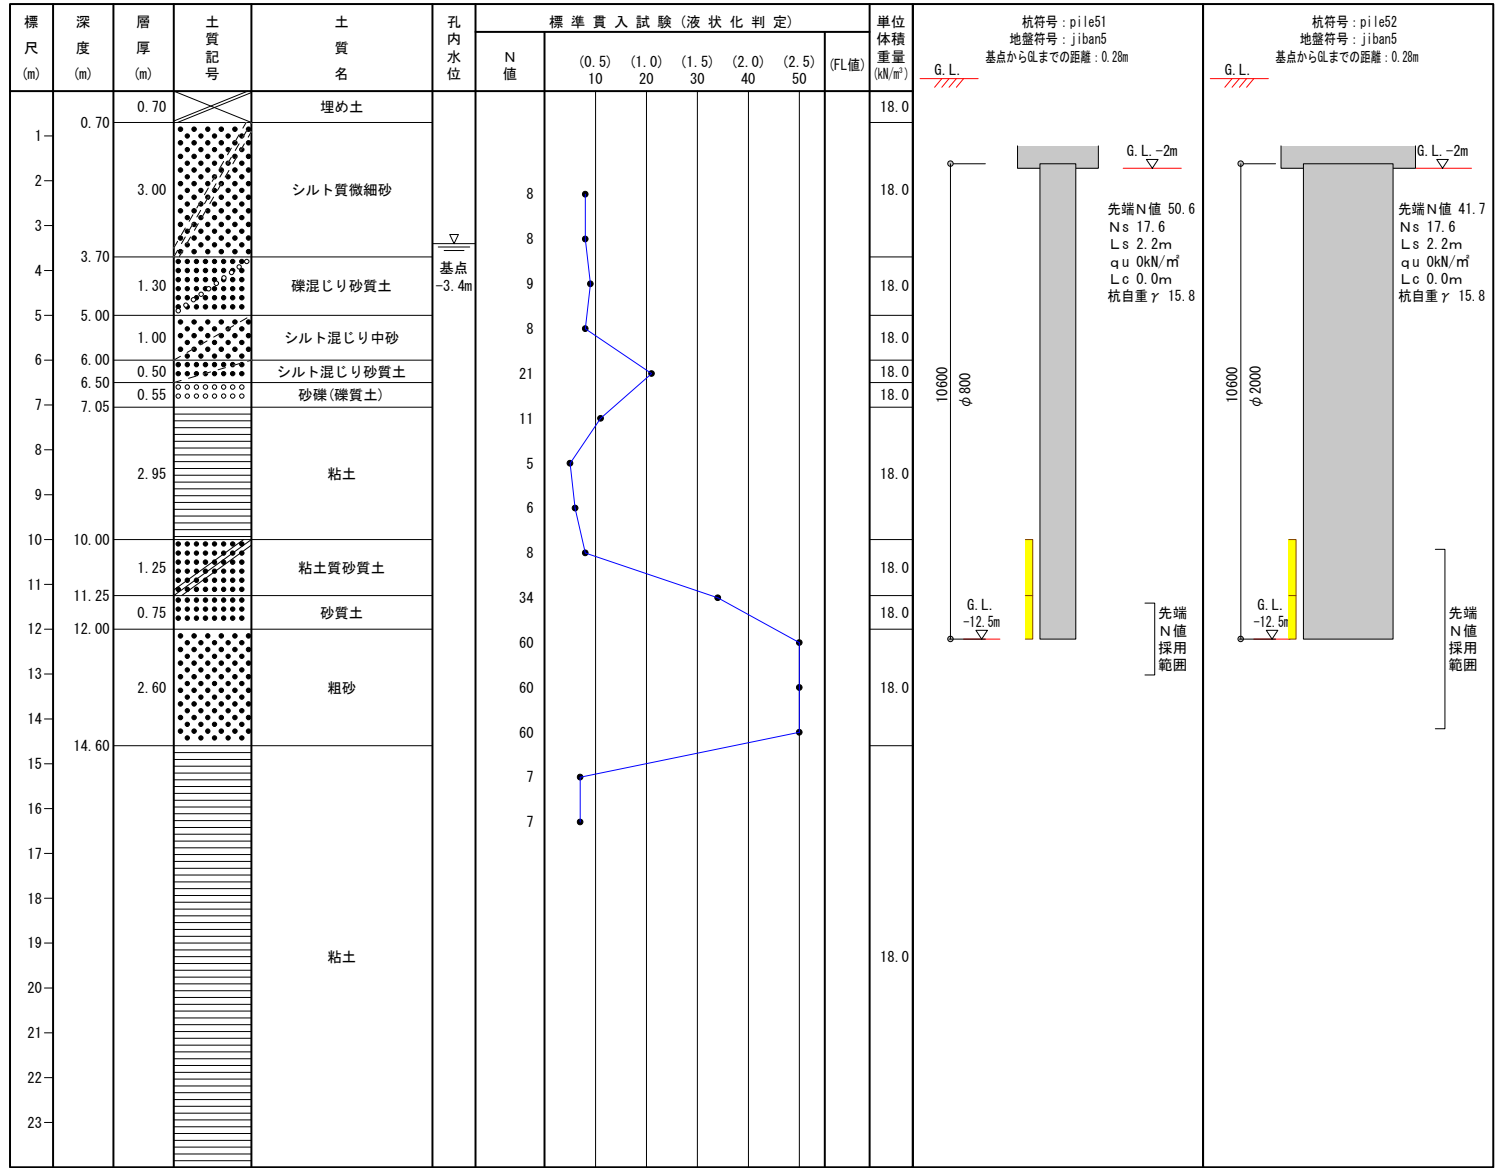 標尺(m)
深度(m)
層厚(m)
土質記号
土質名
孔内水位
標準貫入試験(液状化判定)
N値
(0.5) (1.0) (1.5) (2.0) (2.5)
10 20 30 40 50
(FL値)
単位体積重量(kN/m³)
杭符号:pile51
地盤符号:jiban5
基点からGLまでの距離:0.28m
杭符号:pile52
地盤符号:jiban5
基点からGLまでの距離:0.28m
G.L.
G.L.
0.70 埋め土 18.0
0.70
1
2
3.00 シルト質微細砂 8 18.0
3
8
3.70
基点
-3.4m
4
1.30 礫混じり砂質土 9 18.0
5
5.00
8
1.00 シルト混じり中砂 18.0
6
6.00
0.50 シルト混じり砂質土 21 18.0
6.50
0.55 砂礫(礫質土) 18.0
7
7.05
11
8
5
2.95 粘土 18.0
9
6
10
10.00
8
1.25 粘土質砂質土 18.0
11
11.25
34
0.75 砂質土 18.0
12
12.00
60
13
2.60 粗砂 60 18.0
14
60
14.60
15
7
16
7
17
18
19
粘土 18.0
20
21
22
23
G.L.-2m
先端N値 50.6
Ns 17.6
Ls 2.2m
qu 0kN/㎡
Lc 0.0m
杭自重γ 15.8
10600
φ800
G.L.
-12.5m
先端
N値
採用
範囲
G.L.-2m
先端N値 41.7
Ns 17.6
Ls 2.2m
qu 0kN/㎡
Lc 0.0m
杭自重γ 15.8
10600
φ2000
G.L.
-12.5m
先端
N値
採用
範囲